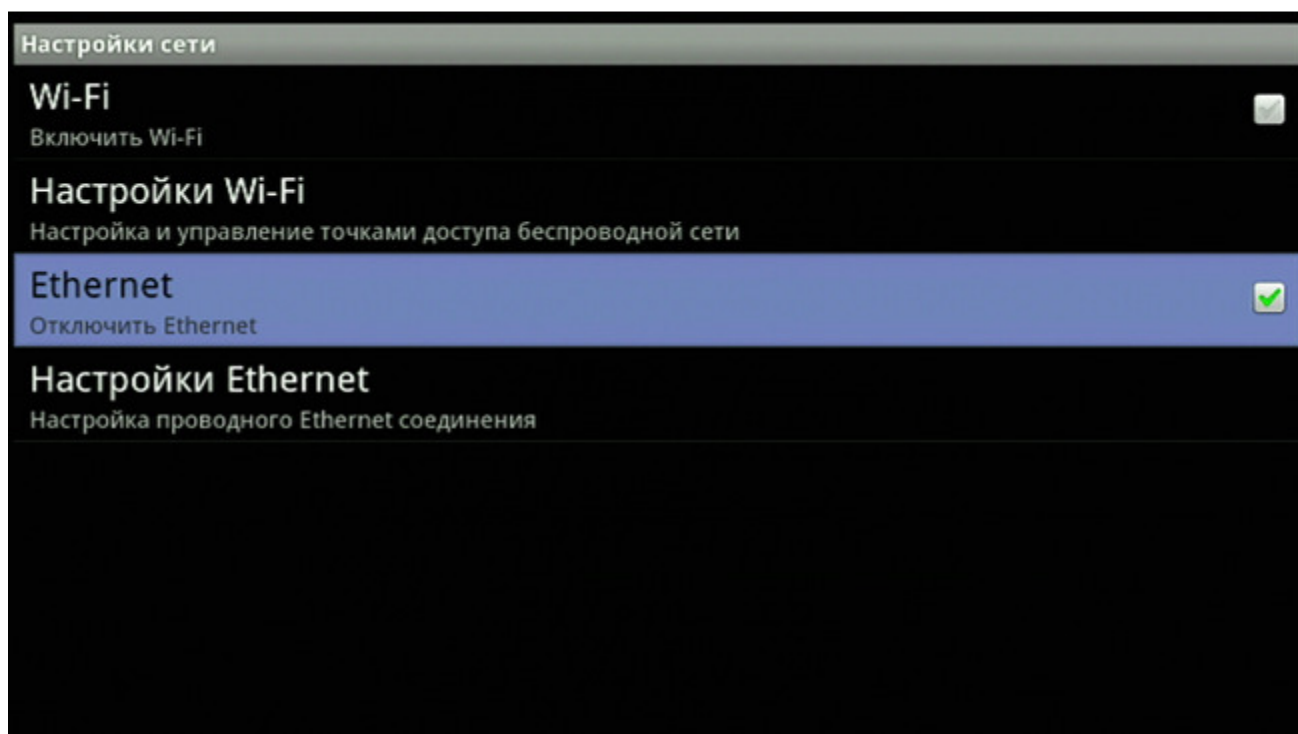 Настройки сети
Wi-Fi
Включить Wi-Fi
Настройки Wi-Fi
Настройка и управление точками доступа беспроводной сети
Ethernet
Отключить Ethernet
Настройки Ethernet
Настройка проводного Ethernet соединения